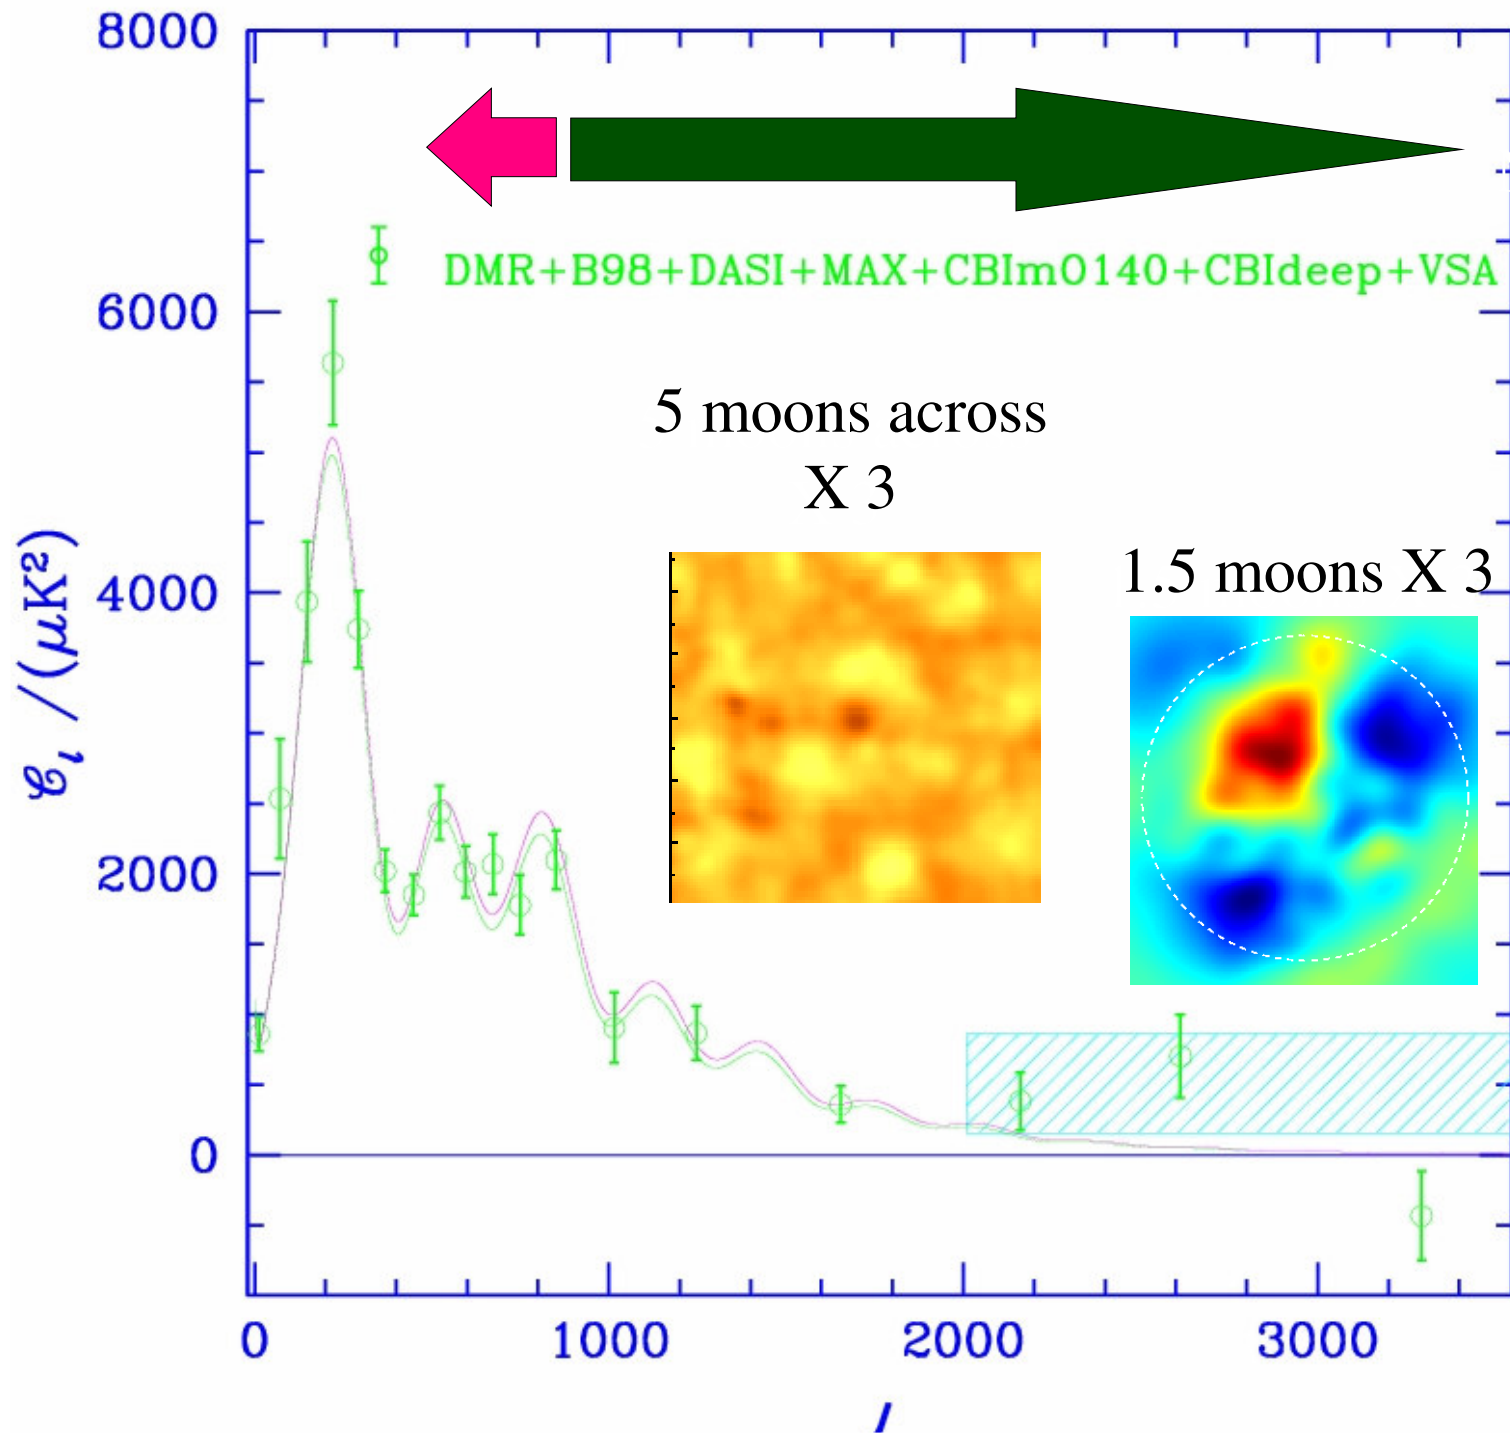 8000
DMR+B98+DASI+MAX+CBIm0140+CBIdeep+VSA
6000
5 moons across
X 3
1.5 moons X 3
4000
𝒞ₗ /(μK²)
2000
0
0 1000 2000 3000
l